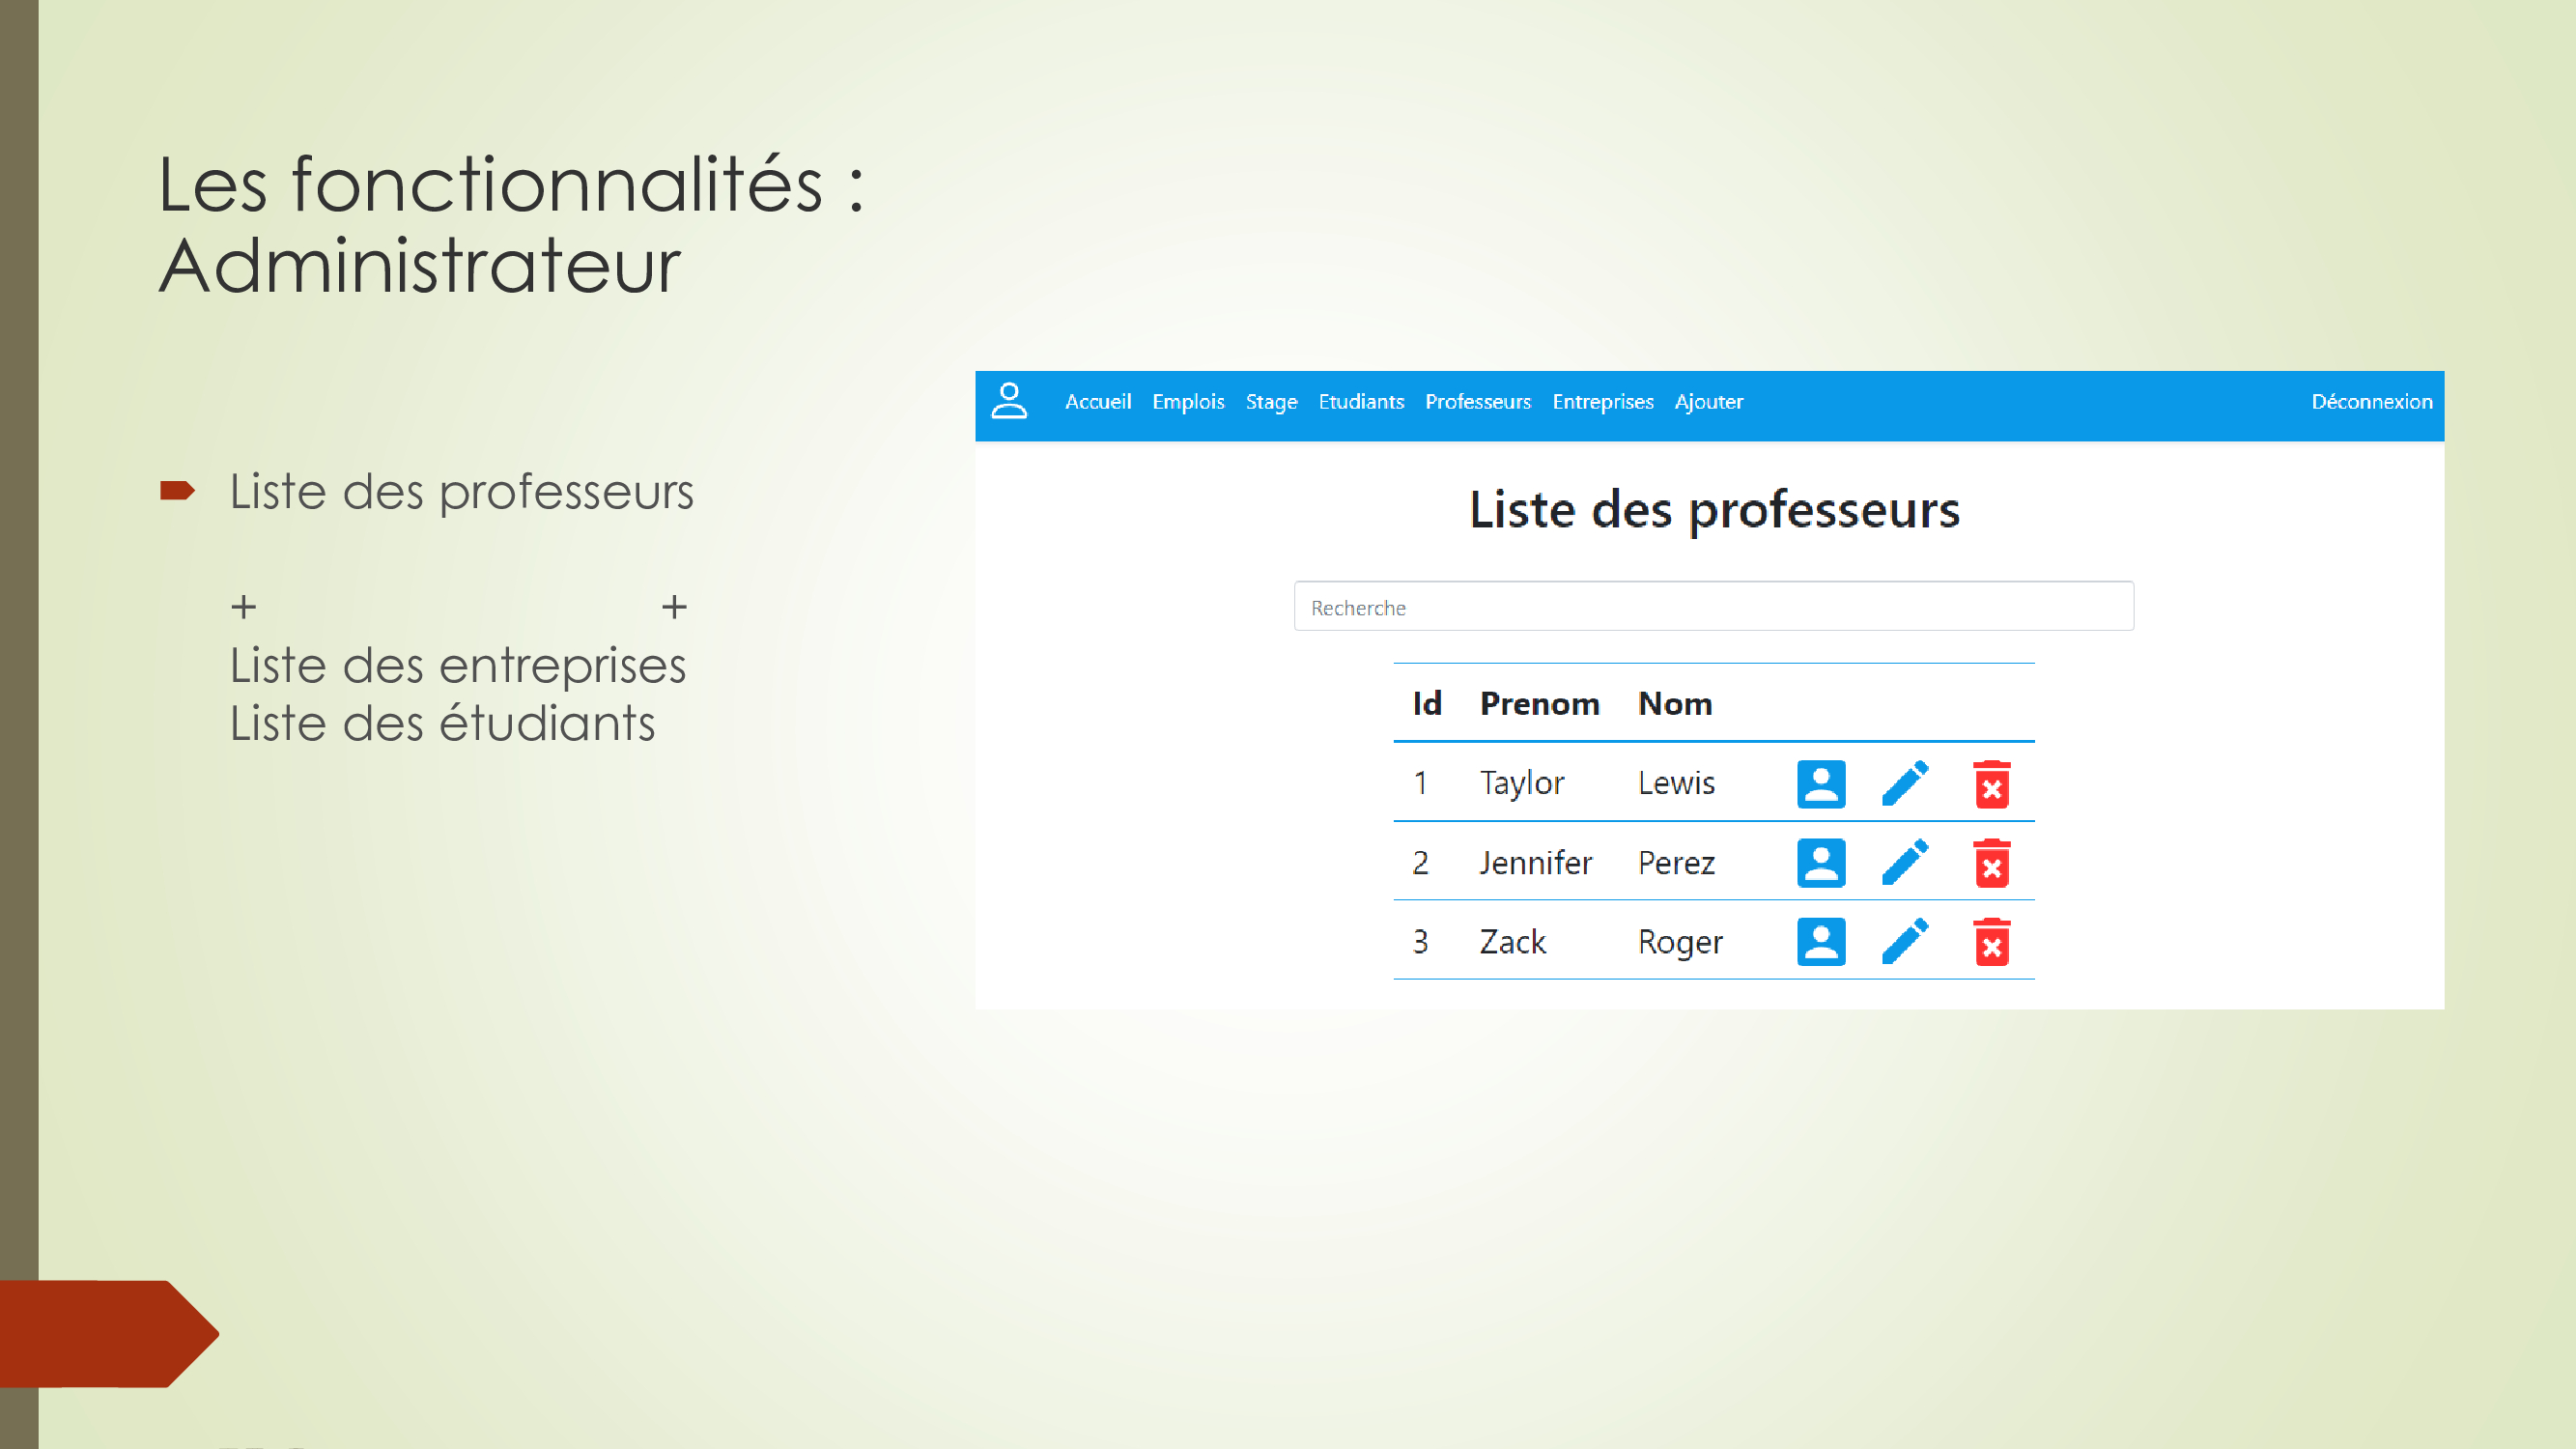 Les fonctionnalités :
Administrateur
Liste des professeurs
+ +
Liste des entreprises
Liste des étudiants
Accueil Emplois Stage Etudiants Professeurs Entreprises Ajouter Déconnexion
Liste des professeurs
Recherche
Id Prenom Nom
1 Taylor Lewis
2 Jennifer Perez
3 Zack Roger